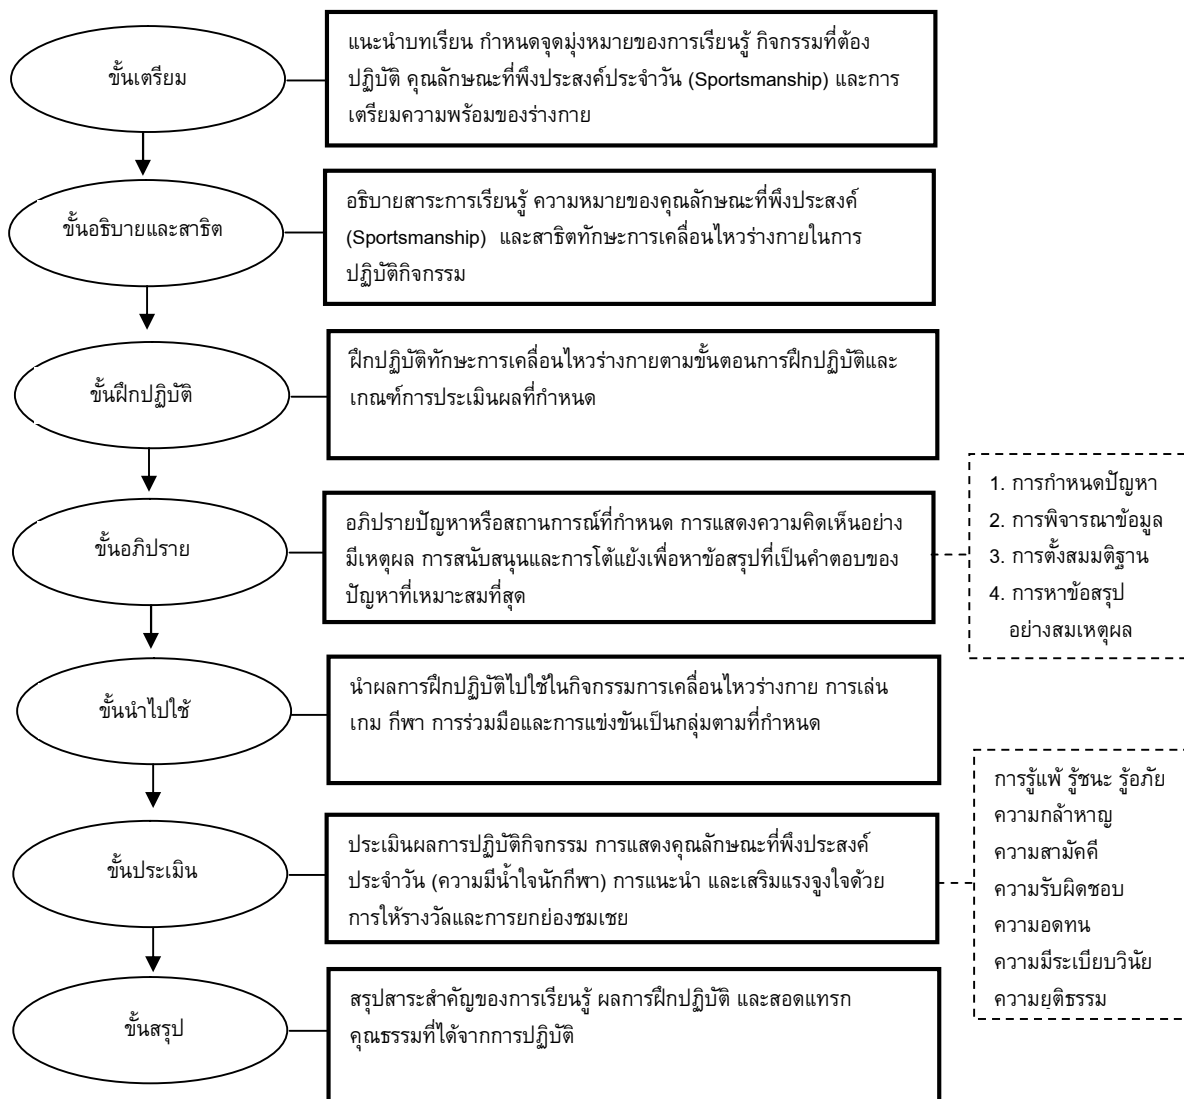 ขั้นเตรียม
แนะนำบทเรียน กำหนดจุดมุ่งหมายของการเรียนรู้ กิจกรรมที่ต้อง
ปฏิบัติ คุณลักษณะที่พึงประสงค์ประจำวัน (Sportsmanship) และการ
เตรียมความพร้อมของร่างกาย
ขั้นอธิบายและสาธิต
อธิบายสาระการเรียนรู้ ความหมายของคุณลักษณะที่พึงประสงค์
(Sportsmanship) และสาธิตทักษะการเคลื่อนไหวร่างกายในการ
ปฏิบัติกิจกรรม
ขั้นฝึกปฏิบัติ
ฝึกปฏิบัติทักษะการเคลื่อนไหวร่างกายตามขั้นตอนการฝึกปฏิบัติและ
เกณฑ์การประเมินผลที่กำหนด
ขั้นอภิปราย
อภิปรายปัญหาหรือสถานการณ์ที่กำหนด การแสดงความคิดเห็นอย่าง
มีเหตุผล การสนับสนุนและการโต้แย้งเพื่อหาข้อสรุปที่เป็นคำตอบของ
ปัญหาที่เหมาะสมที่สุด
1. การกำหนดปัญหา
2. การพิจารณาข้อมูล
3. การตั้งสมมติฐาน
4. การหาข้อสรุป
อย่างสมเหตุผล
ขั้นนำไปใช้
นำผลการฝึกปฏิบัติไปใช้ในกิจกรรมการเคลื่อนไหวร่างกาย การเล่น
เกม กีฬา การร่วมมือและการแข่งขันเป็นกลุ่มตามที่กำหนด
ขั้นประเมิน
ประเมินผลการปฏิบัติกิจกรรม การแสดงคุณลักษณะที่พึงประสงค์
ประจำวัน (ความมีน้ำใจนักกีฬา) การแนะนำ และเสริมแรงจูงใจด้วย
การให้รางวัลและการยกย่องชมเชย
การรู้แพ้ รู้ชนะ รู้อภัย
ความกล้าหาญ
ความสามัคคี
ความรับผิดชอบ
ความอดทน
ความมีระเบียบวินัย
ความยุติธรรม
ขั้นสรุป
สรุปสาระสำคัญของการเรียนรู้ ผลการฝึกปฏิบัติ และสอดแทรก
คุณธรรมที่ได้จากการปฏิบัติ